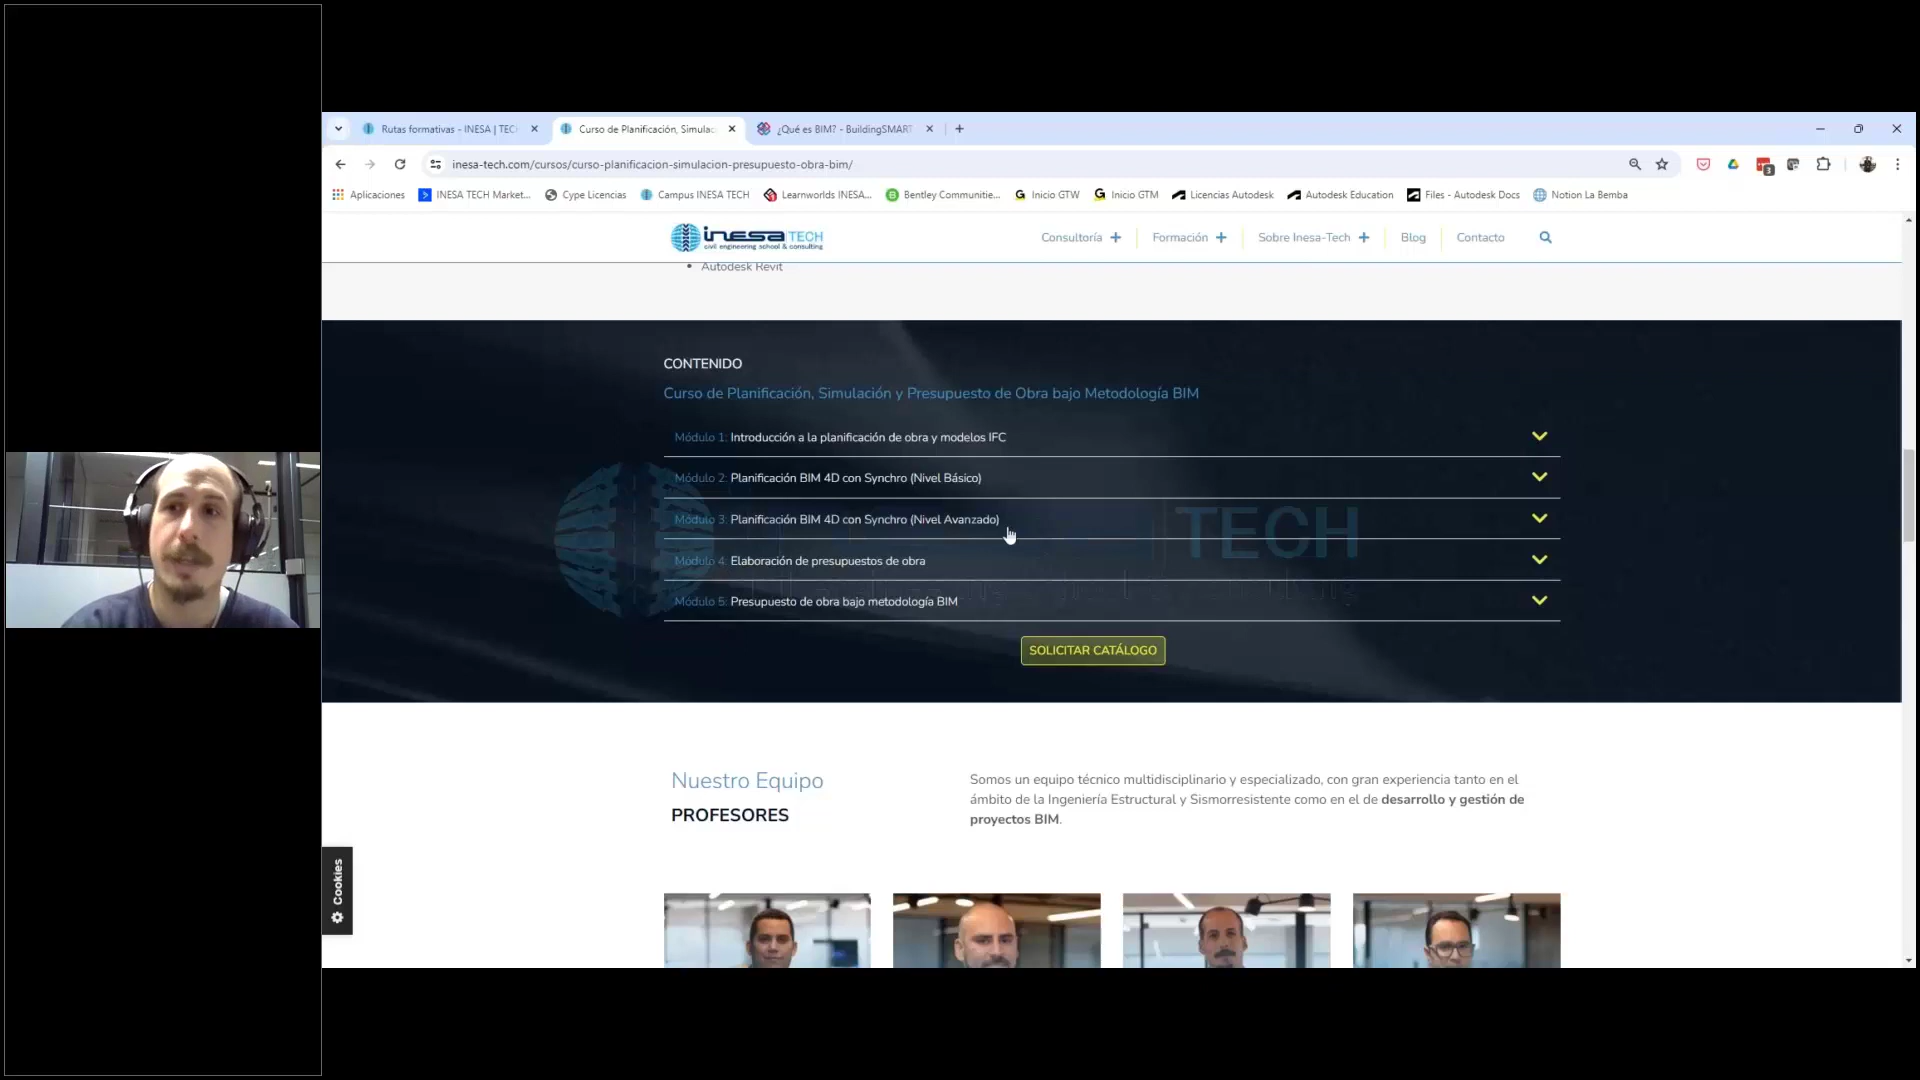 Rutas formativas - INESA | TEC
Curso de Planificación, Simulac
¿Qué es BIM? - BuildingSMART
inesa-tech.com/cursos/curso-planificacion-simulacion-presupuesto-obra-bim/
3
Aplicaciones
INESA TECH Market...
Cype Licencias
Campus INESA TECH
Learnworlds INESA...
Bentley Communitie...
Inicio GTW
Inicio GTM
Licencias Autodesk
Autodesk Education
Files - Autodesk Docs
Notion La Bemba
inesa TECH
civil engineering school & consulting
Consultoría +
Formación +
Sobre Inesa-Tech +
Blog
Contacto
Autodesk Revit
CONTENIDO
Curso de Planificación, Simulación y Presupuesto de Obra bajo Metodología BIM
Módulo 1: Introducción a la planificación de obra y modelos IFC
Módulo 2: Planificación BIM 4D con Synchro (Nivel Básico)
Módulo 3: Planificación BIM 4D con Synchro (Nivel Avanzado)
TECH
Módulo 4: Elaboración de presupuestos de obra
Módulo 5: Presupuesto de obra bajo metodología BIM
SOLICITAR CATÁLOGO
Nuestro Equipo
PROFESORES
Somos un equipo técnico multidisciplinario y especializado, con gran experiencia tanto en el
ámbito de la Ingeniería Estructural y Sismorresistente como en el de desarrollo y gestión de
proyectos BIM.
Cookies